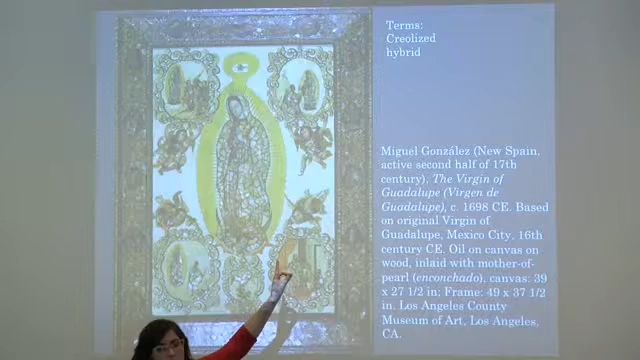 Terms:
Creolized
hybrid
Miguel González (New Spain,
active second half of 17th
century), The Virgin of
Guadalupe (Virgen de
Guadalupe), c. 1698 CE. Based
on original Virgin of
Guadalupe, Mexico City, 16th
century CE. Oil on canvas on
wood, inlaid with mother-of-
pearl (enconchado), canvas: 39
x 27 1/2 in; Frame: 49 x 37 1/2
in. Los Angeles County
Museum of Art, Los Angeles,
CA.